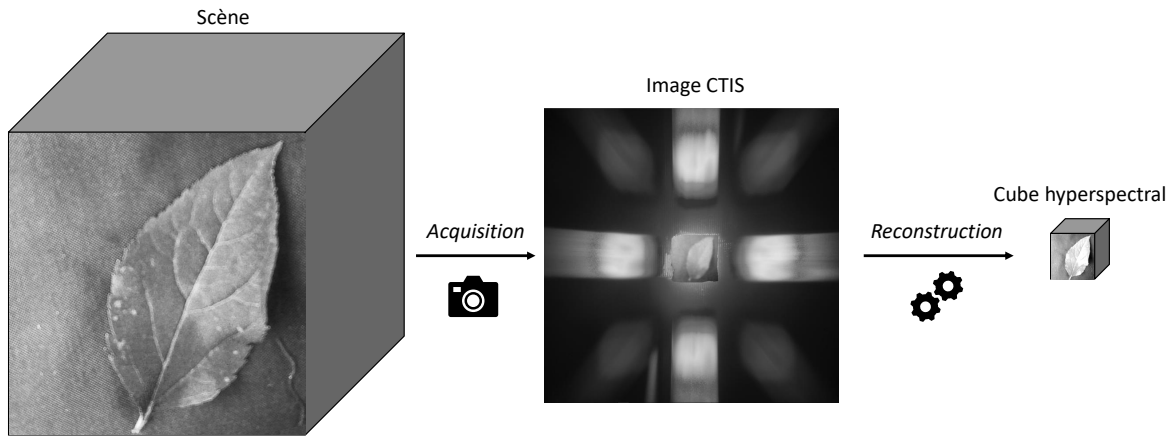 Scène
Image CTIS
Cube hyperspectral
Acquisition
Reconstruction